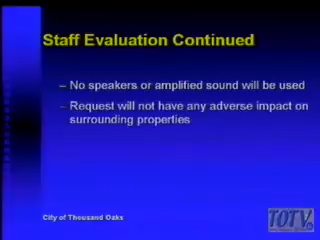 Staff Evaluation Continued
– No speakers or amplified sound will be used
– Request will not have any adverse impact on
surrounding properties
City of Thousand Oaks
TOTV